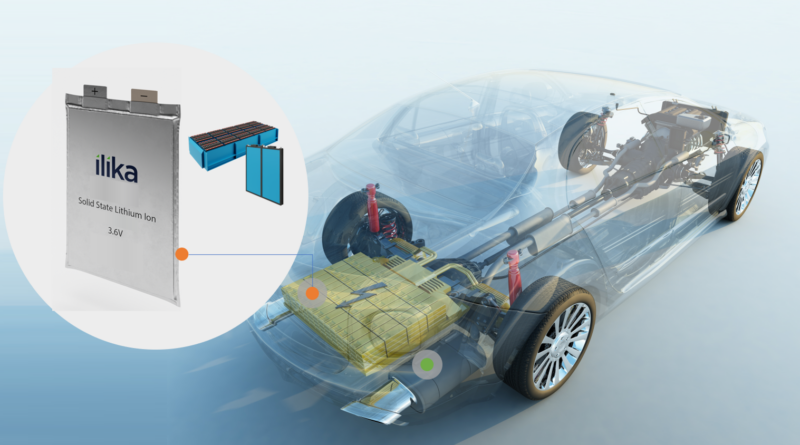 + −
ilika
Solid State Lithium Ion
3.6V